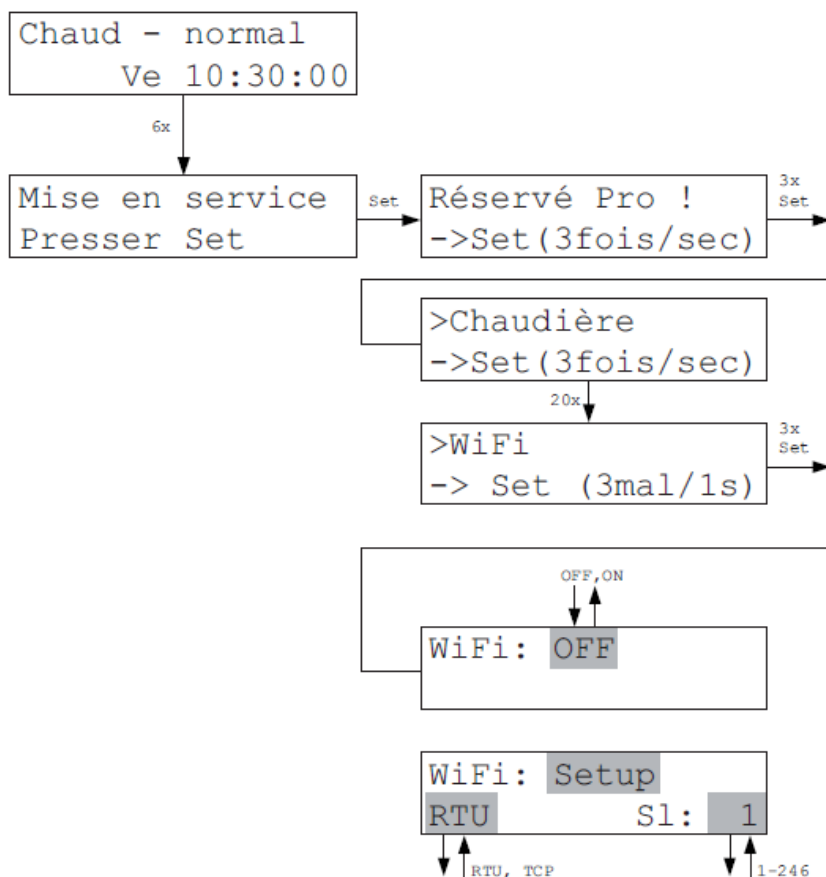 Chaud - normal
Ve 10:30:00
6x
Mise en service
Presser Set
Set
Réservé Pro !
->Set(3fois/sec)
3x
Set
>Chaudière
->Set(3fois/sec)
20x
>WiFi
-> Set (3mal/1s)
3x
Set
OFF,ON
WiFi: OFF
WiFi: Setup
RTU Sl: 1
RTU, TCP
1-246